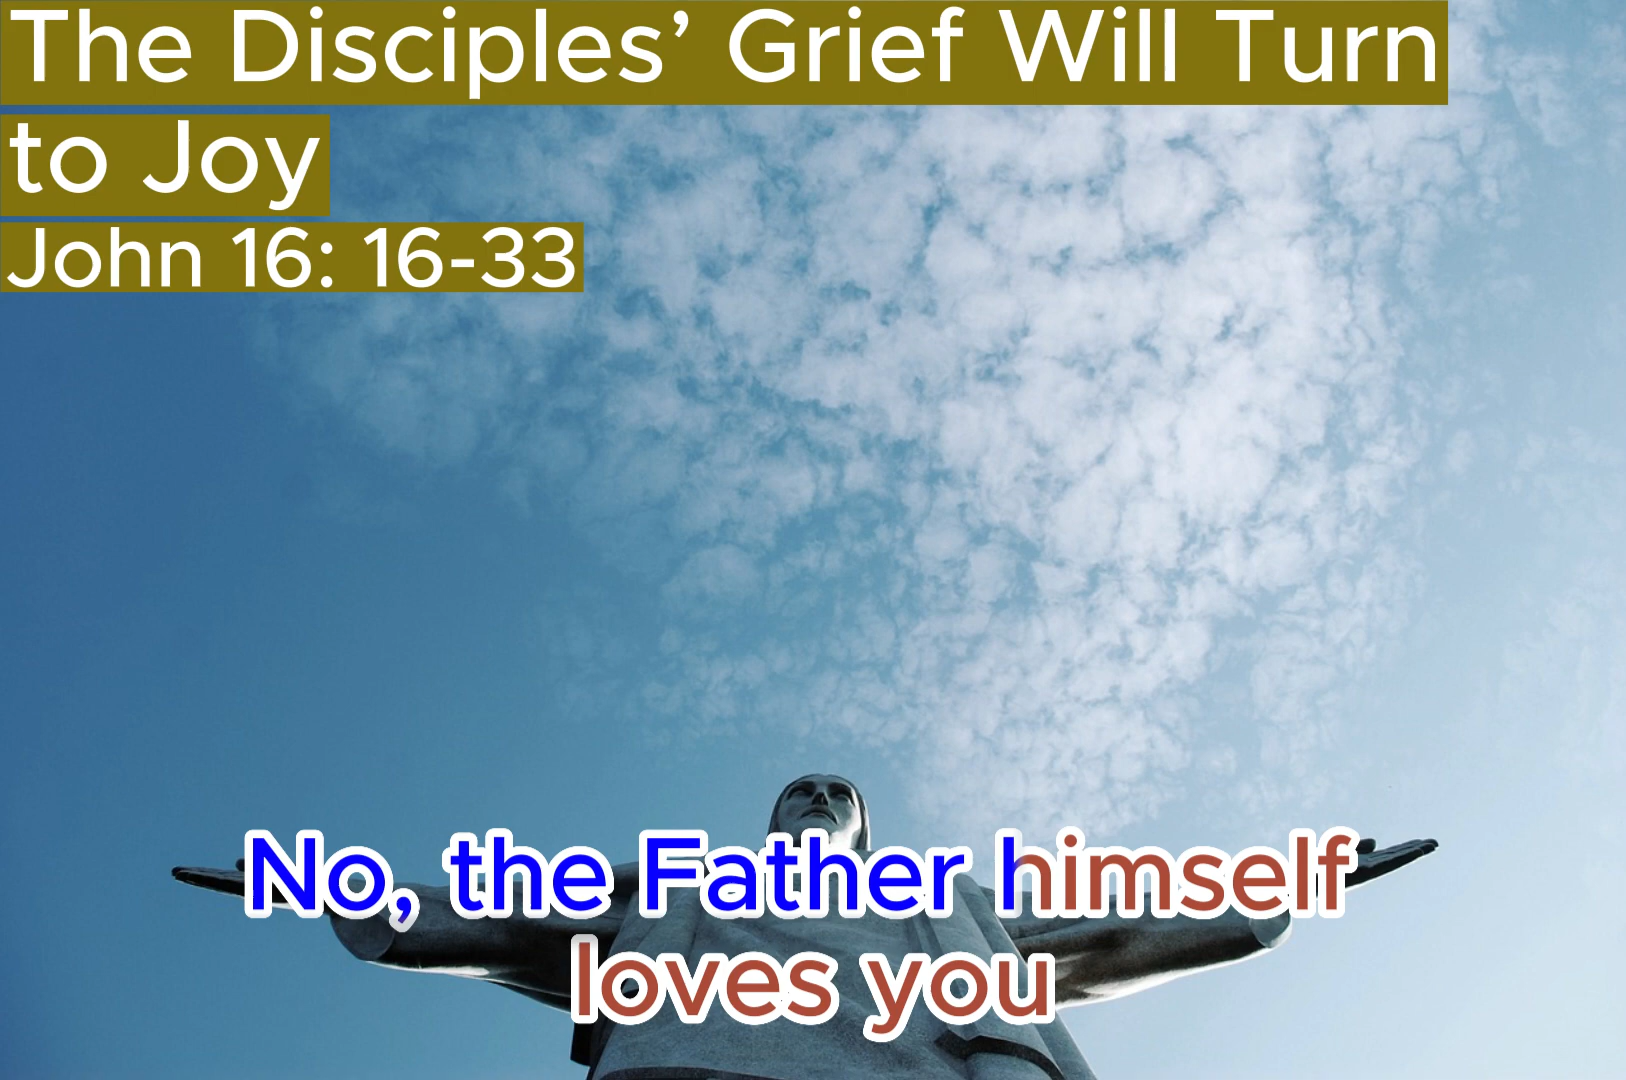 The Disciples’ Grief Will Turn
to Joy
John 16: 16-33
No, the Father himself
loves you